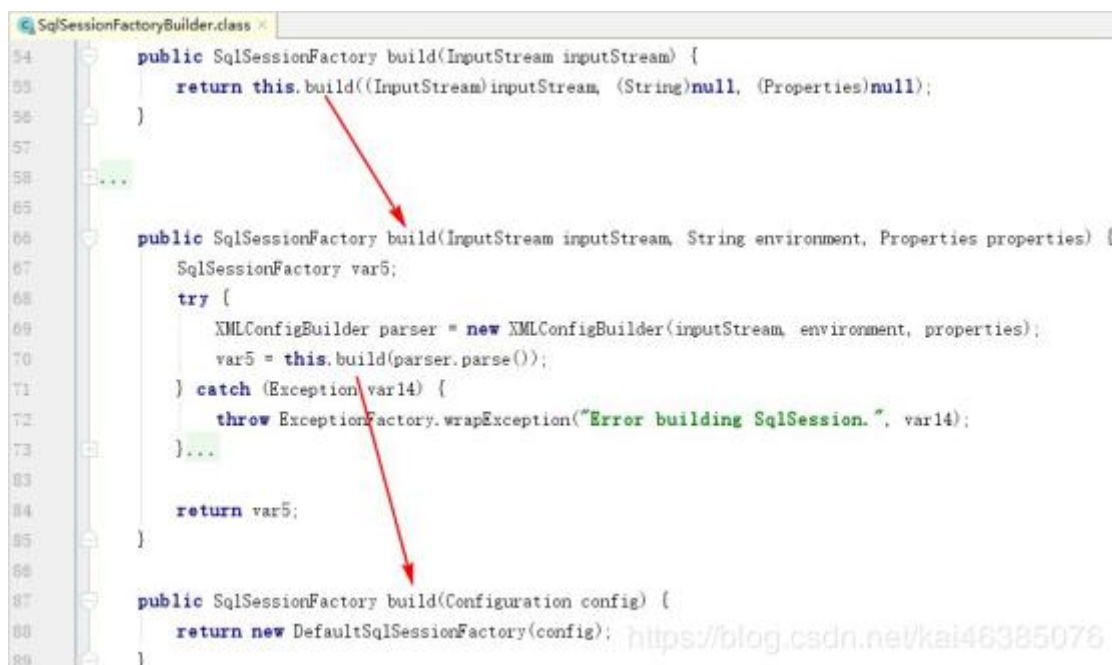 SqlSessionFactoryBuilder.class ×
54 public SqlSessionFactory build(InputStream inputStream) {
55 return this.build((InputStream)inputStream, (String)null, (Properties)null);
56 }
57
58 ...
65
66 public SqlSessionFactory build(InputStream inputStream, String environment, Properties properties) {
67 SqlSessionFactory var5;
68 try {
69 XMLConfigBuilder parser = new XMLConfigBuilder(inputStream, environment, properties);
70 var5 = this.build(parser.parse());
71 } catch (Exception var14) {
72 throw ExceptionFactory.wrapException("Error building SqlSession.", var14);
73 }...
83
84 return var5;
85 }
86
87 public SqlSessionFactory build(Configuration config) {
88 return new DefaultSqlSessionFactory(config);
https://blog.csdn.net/kai46385076
89 }